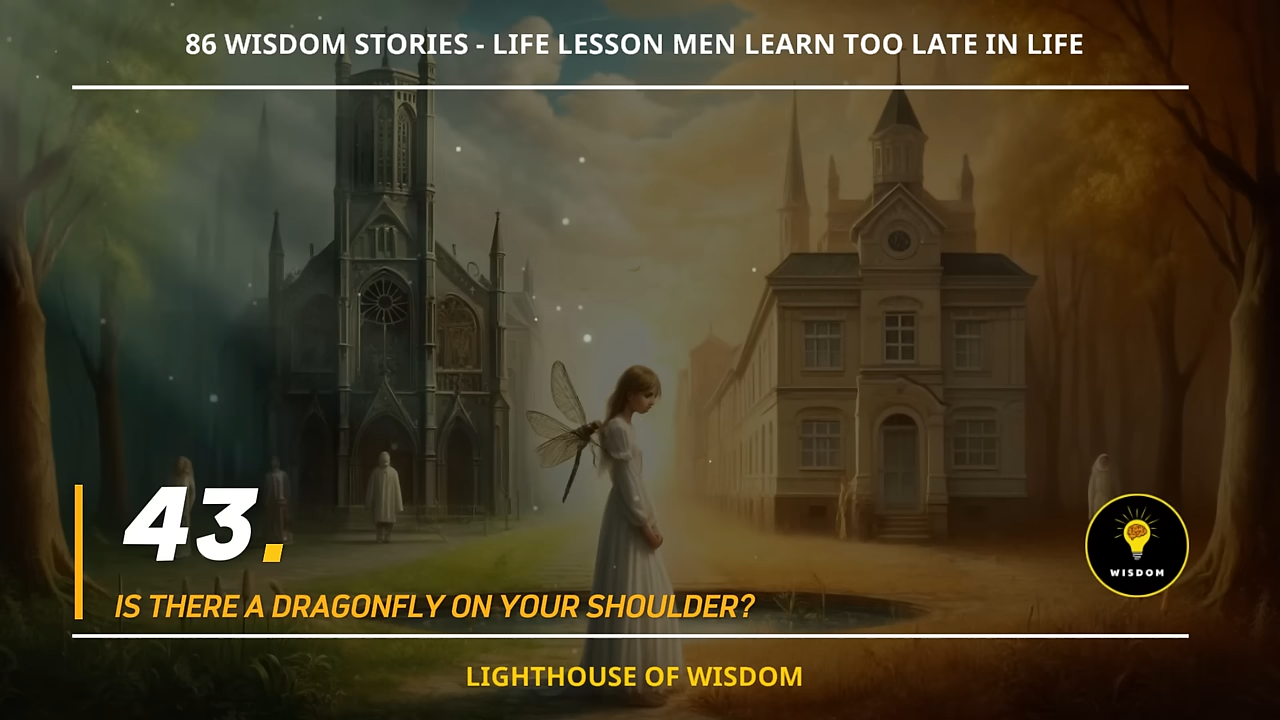 86 WISDOM STORIES - LIFE LESSON MEN LEARN TOO LATE IN LIFE
43.
IS THERE A DRAGONFLY ON YOUR SHOULDER?
WISDOM
LIGHTHOUSE OF WISDOM